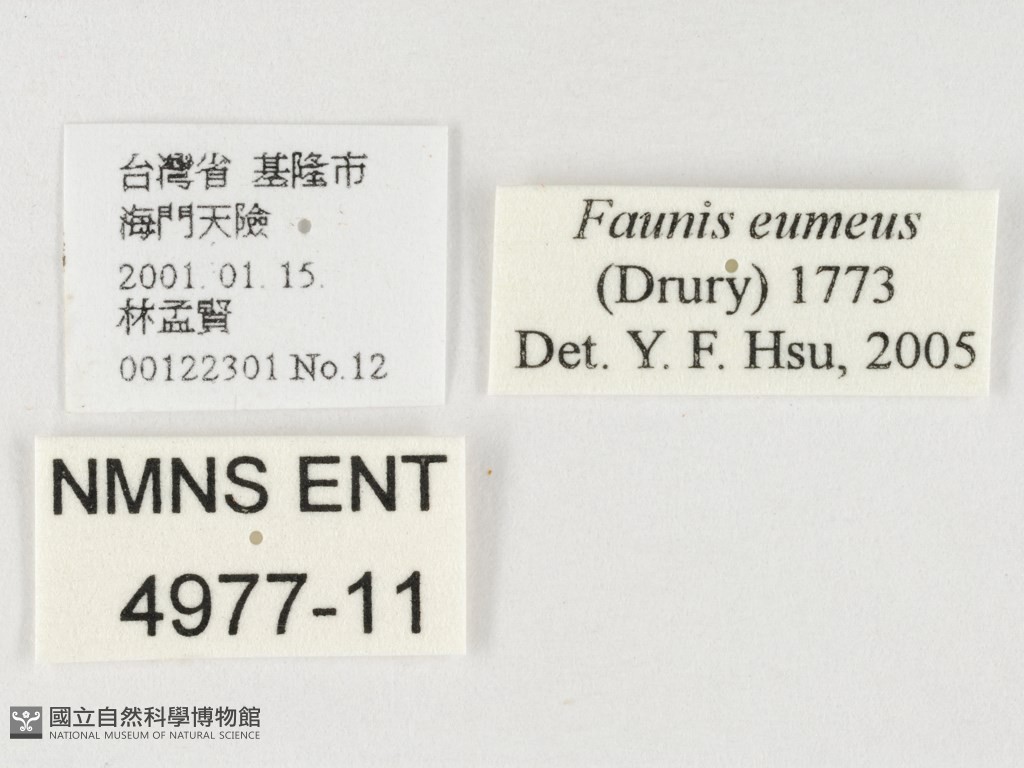 台灣省 基隆市
海門天險
2001. 01. 15.
林孟賢
00122301 No.12
Faunis eumeus
(Drury) 1773
Det. Y. F. Hsu, 2005
NMNS ENT
4977-11
國立自然科學博物館
NATIONAL MUSEUM OF NATURAL SCIENCE